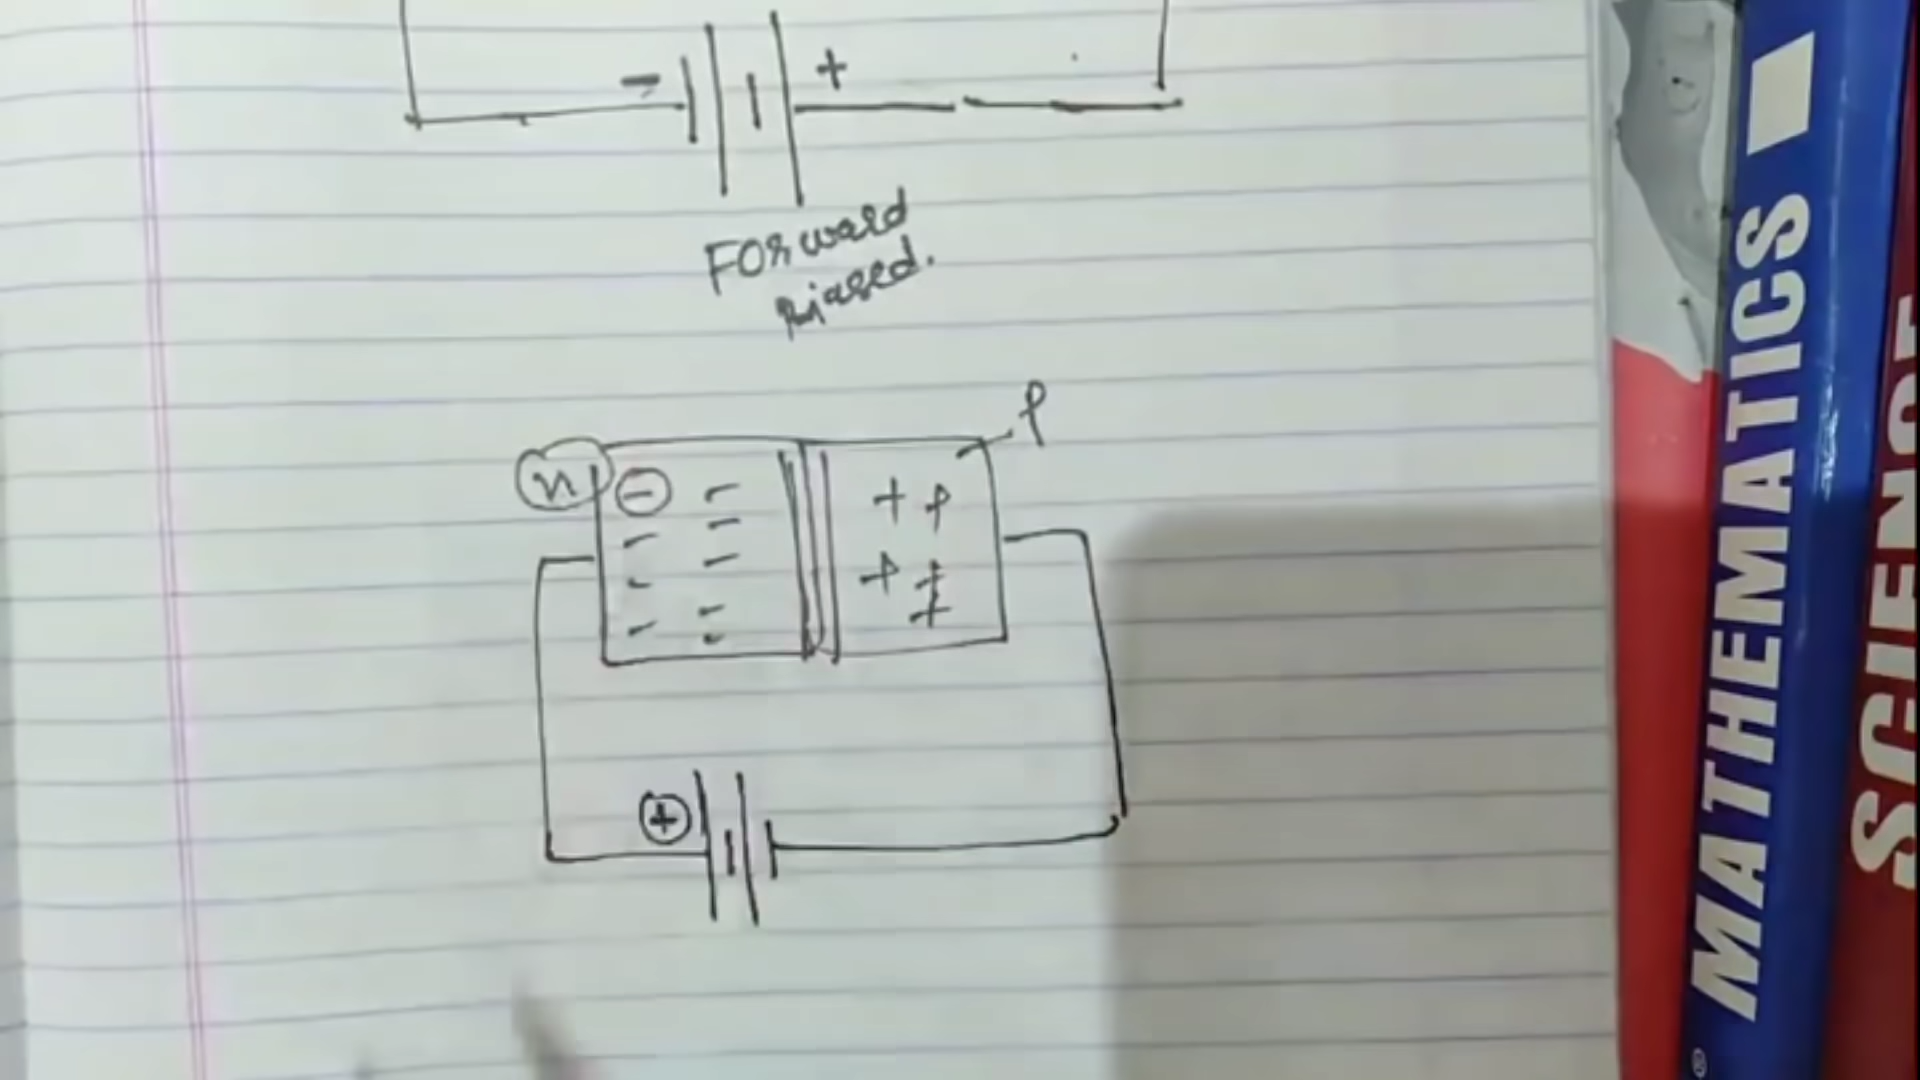 - +
Forward
Biased.
P
n - - + +
- -
- - + +
- - +
+
MATHEMATICS
SCIENCE